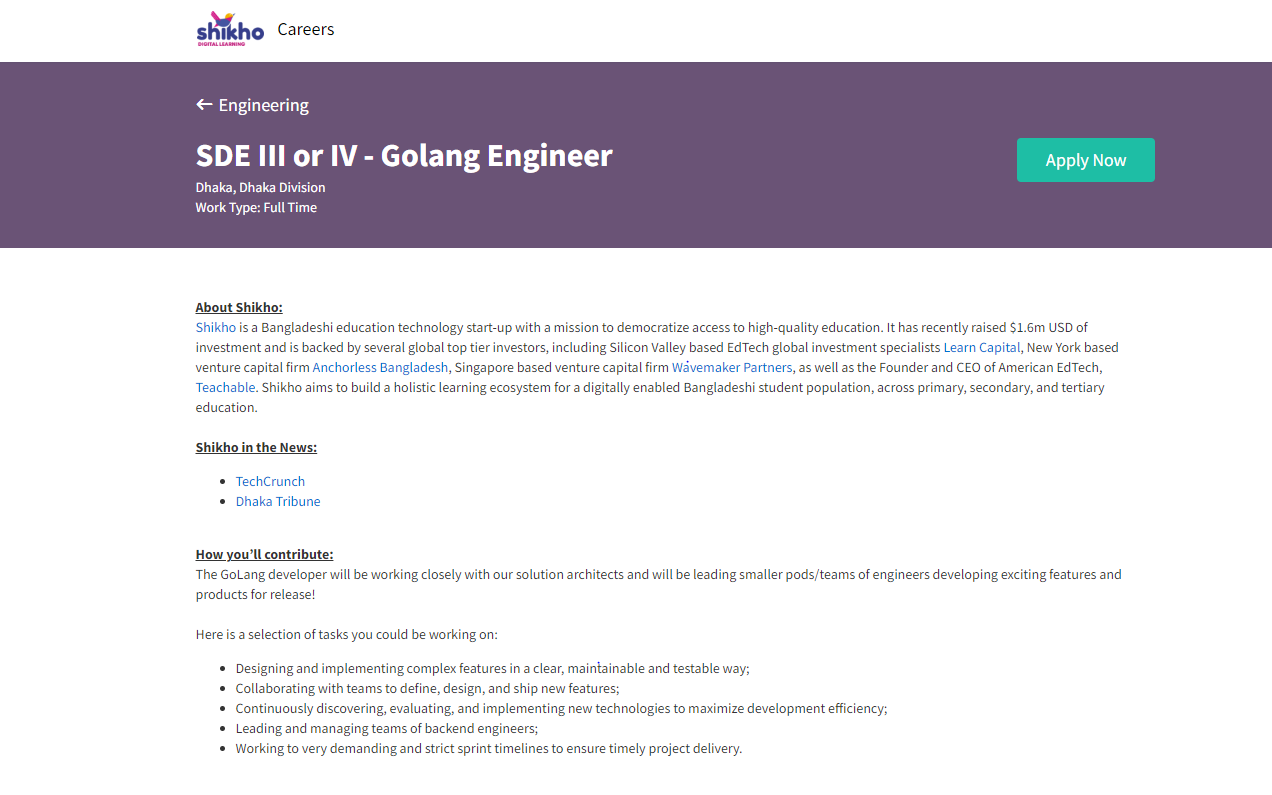 shikho
DIGITAL LEARNING
Careers
← Engineering
SDE III or IV - Golang Engineer
Apply Now
Dhaka, Dhaka Division
Work Type: Full Time
About Shikho:
Shikho is a Bangladeshi education technology start-up with a mission to democratize access to high-quality education. It has recently raised $1.6m USD of
investment and is backed by several global top tier investors, including Silicon Valley based EdTech global investment specialists Learn Capital, New York based
venture capital firm Anchorless Bangladesh, Singapore based venture capital firm Wavemaker Partners, as well as the Founder and CEO of American EdTech,
Teachable. Shikho aims to build a holistic learning ecosystem for a digitally enabled Bangladeshi student population, across primary, secondary, and tertiary
education.
Shikho in the News:
• TechCrunch
• Dhaka Tribune
How you’ll contribute:
The GoLang developer will be working closely with our solution architects and will be leading smaller pods/teams of engineers developing exciting features and
products for release!
Here is a selection of tasks you could be working on:
• Designing and implementing complex features in a clear, maintainable and testable way;
• Collaborating with teams to define, design, and ship new features;
• Continuously discovering, evaluating, and implementing new technologies to maximize development efficiency;
• Leading and managing teams of backend engineers;
• Working to very demanding and strict sprint timelines to ensure timely project delivery.